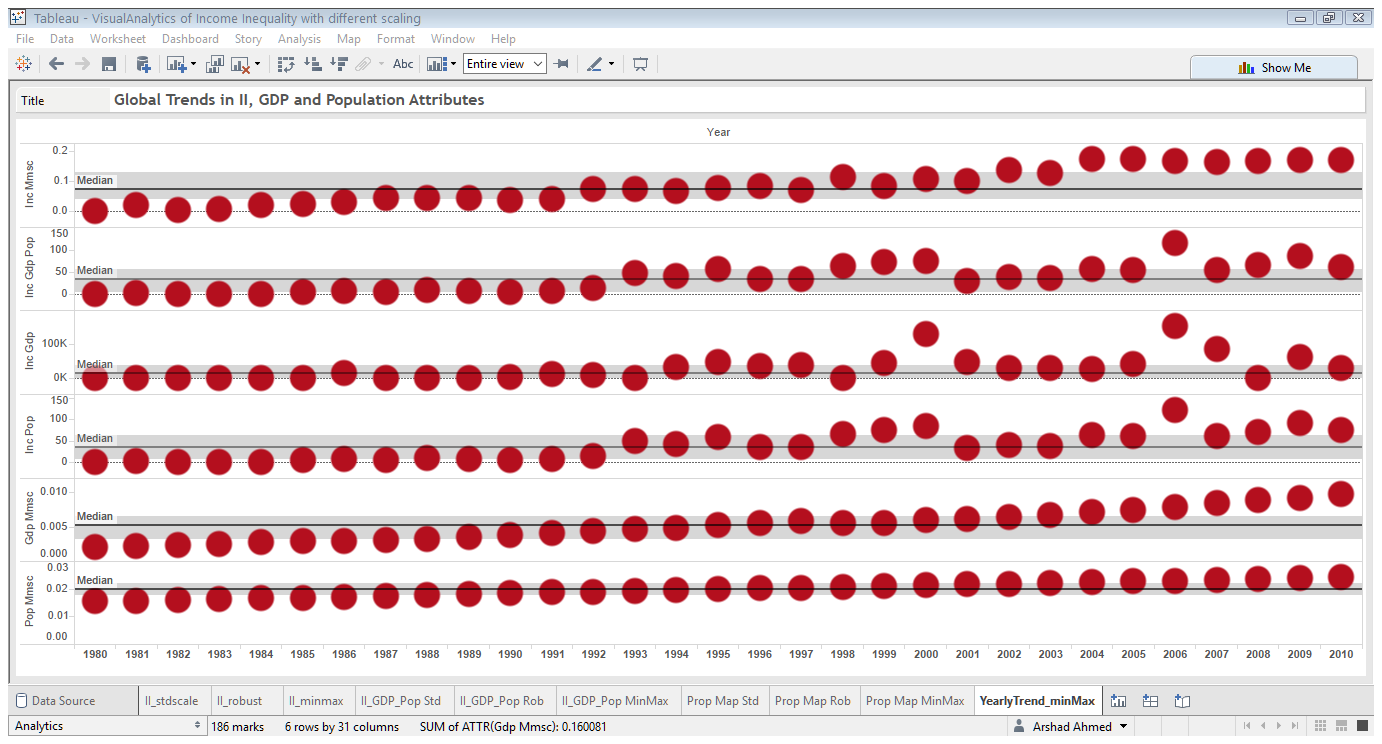 Tableau - VisualAnalytics of Income Inequality with different scaling
File Data Worksheet Dashboard Story Analysis Map Format Window Help
Abc Entire view Show Me
Title Global Trends in II, GDP and Population Attributes
Year
Inc Mmsc
0.2
0.1
0.0
Median
Inc Gdp Pop
150
100
50
0
Median
Inc Gdp
100K
0K
Median
Inc Pop
150
100
50
0
Median
Gdp Mmsc
0.010
0.005
0.000
Median
Pop Mmsc
0.03
0.02
0.01
0.00
Median
1980 1981 1982 1983 1984 1985 1986 1987 1988 1989 1990 1991 1992 1993 1994 1995 1996 1997 1998 1999 2000 2001 2002 2003 2004 2005 2006 2007 2008 2009 2010
Data Source II_stdscale II_robust II_minmax II_GDP_Pop Std II_GDP_Pop Rob II_GDP_Pop MinMax Prop Map Std Prop Map Rob Prop Map MinMax YearlyTrend_minMax
Analytics 186 marks 6 rows by 31 columns SUM of ATTR(Gdp Mmsc): 0.160081 Arshad Ahmed